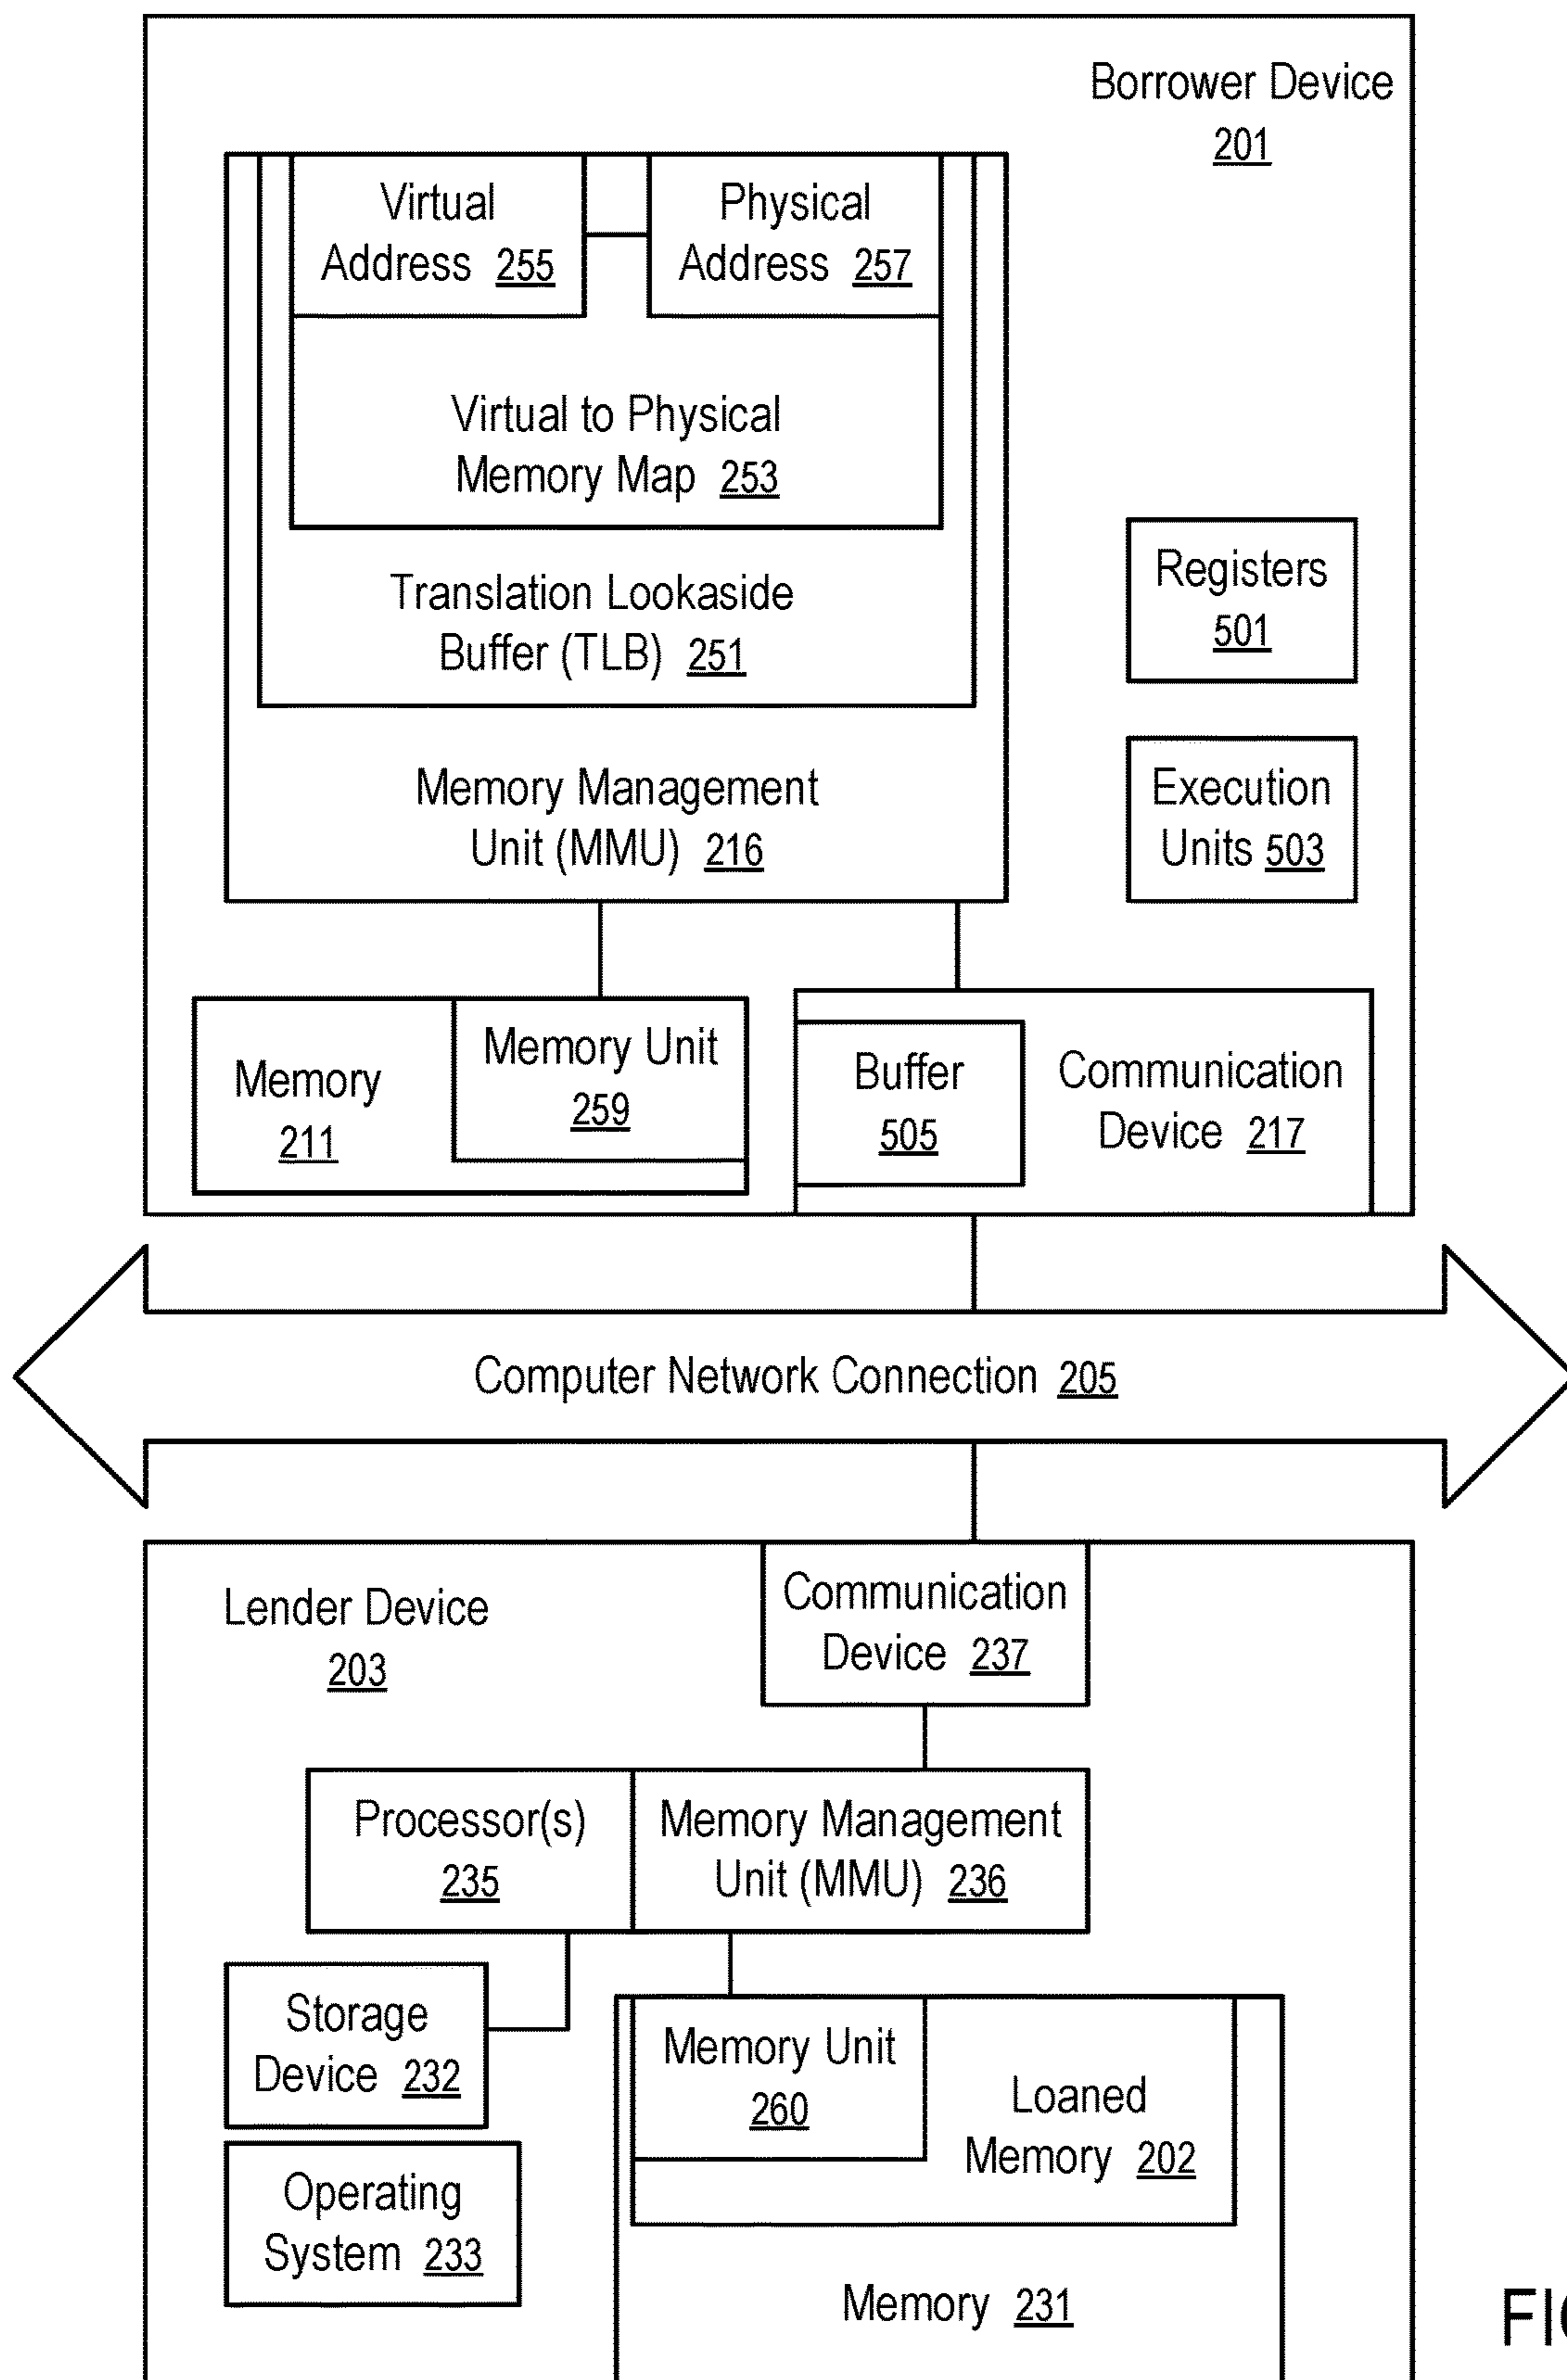 Borrower Device
201
Virtual
Address 255
Physical
Address 257
Virtual to Physical
Memory Map 253
Translation Lookaside
Buffer (TLB) 251
Registers
501
Memory Management
Unit (MMU) 216
Execution
Units 503
Memory
211
Memory Unit
259
Buffer
505
Communication
Device 217
Computer Network Connection 205
Lender Device
203
Communication
Device 237
Processor(s)
235
Memory Management
Unit (MMU) 236
Storage
Device 232
Memory Unit
260
Loaned
Memory 202
Operating
System 233
Memory 231